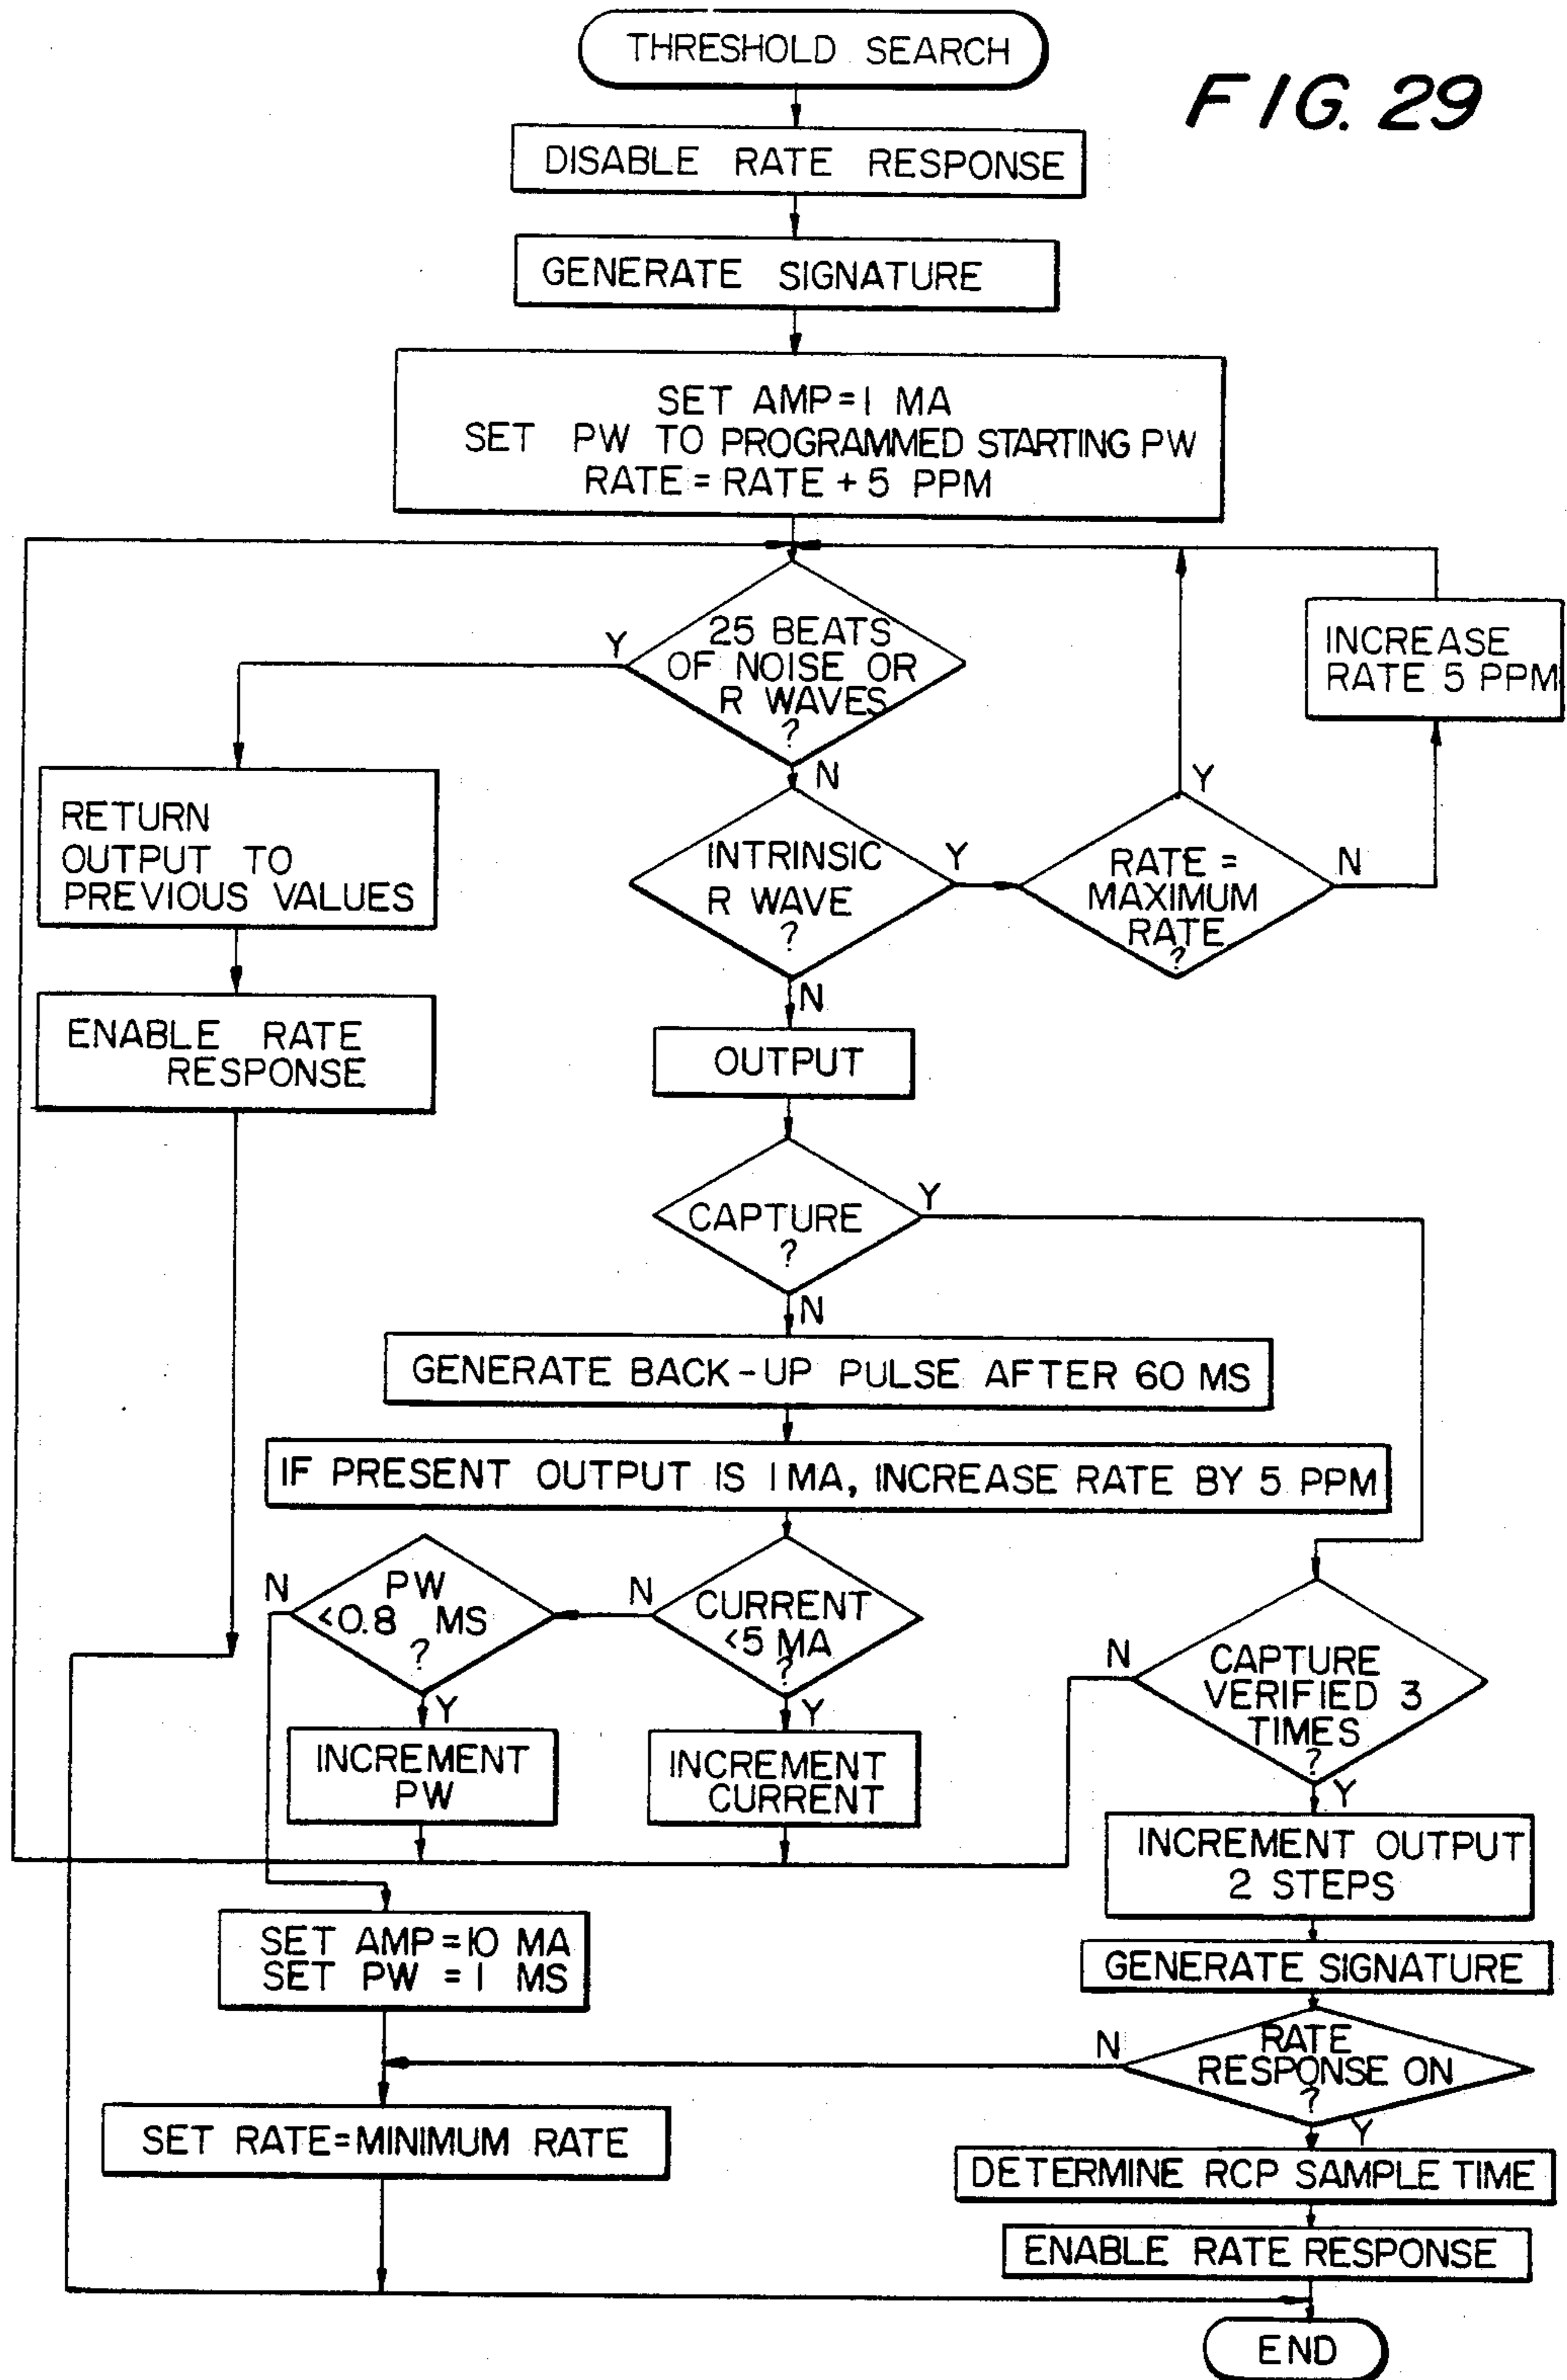 THRESHOLD SEARCH
FIG. 29
DISABLE RATE RESPONSE
GENERATE SIGNATURE
SET AMP=1 MA
SET PW TO PROGRAMMED STARTING PW
RATE=RATE+5 PPM
25 BEATS
OF NOISE OR
R WAVES
?
Y
N
INCREASE
RATE 5 PPM
RETURN
OUTPUT TO
PREVIOUS VALUES
INTRINSIC
R WAVE
?
Y
N
RATE =
MAXIMUM
RATE
?
Y
N
ENABLE RATE
RESPONSE
OUTPUT
CAPTURE
?
Y
N
GENERATE BACK-UP PULSE AFTER 60 MS
IF PRESENT OUTPUT IS 1MA, INCREASE RATE BY 5 PPM
PW
<0.8 MS
?
N
Y
CURRENT
<5 MA
?
N
Y
CAPTURE
VERIFIED 3
TIMES
?
N
Y
INCREMENT
PW
INCREMENT
CURRENT
INCREMENT OUTPUT
2 STEPS
SET AMP=10 MA
SET PW =1 MS
GENERATE SIGNATURE
RATE
RESPONSE ON
?
N
Y
SET RATE=MINIMUM RATE
DETERMINE RCP SAMPLE TIME
ENABLE RATE RESPONSE
END